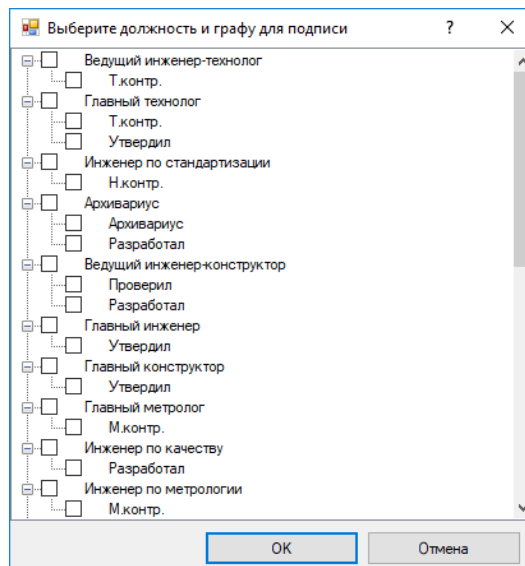 Выберите должность и графу для подписи
Ведущий инженер-технолог
Т.контр.
Главный технолог
Т.контр.
Утвердил
Инженер по стандартизации
Н.контр.
Архивариус
Архивариус
Разработал
Ведущий инженер-конструктор
Проверил
Разработал
Главный инженер
Утвердил
Главный конструктор
Утвердил
Главный метролог
М.контр.
Инженер по качеству
Разработал
Инженер по метрологии
М.контр.
OK Отмена